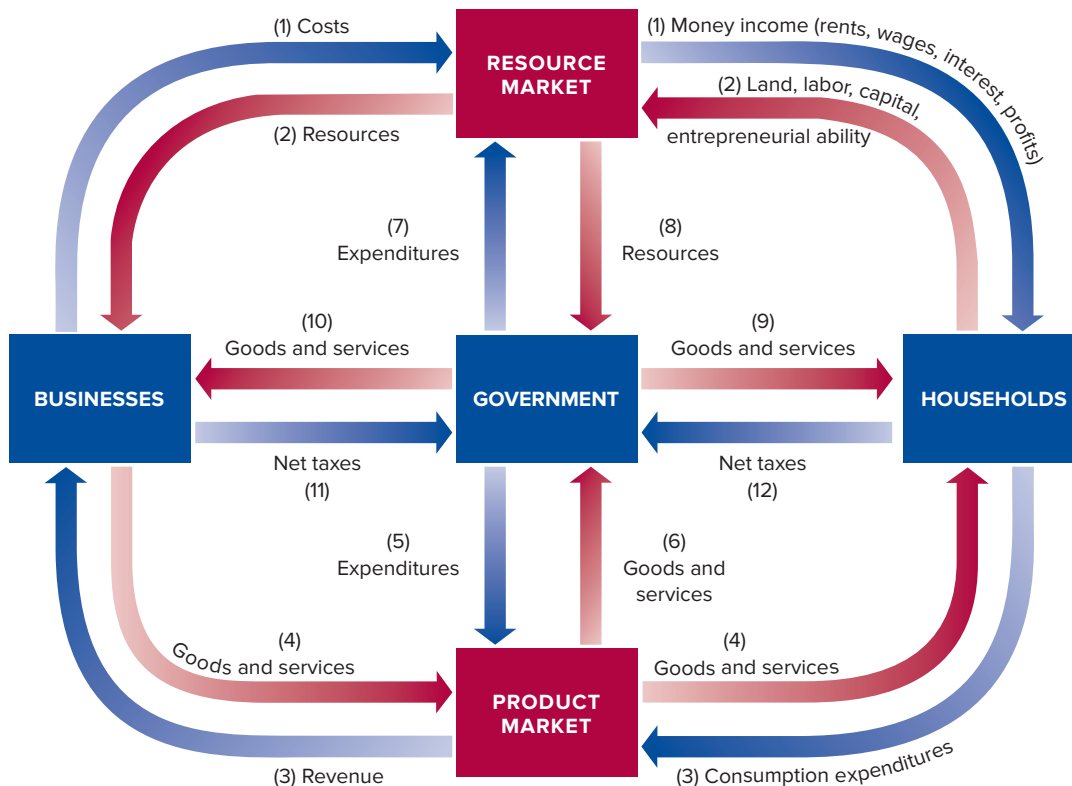 (1) Costs
RESOURCE
MARKET
(1) Money income (rents, wages, interest, profits)
(2) Resources
(2) Land, labor, capital,
entrepreneurial ability
(7)
Expenditures
(8)
Resources
(10)
Goods and services
(9)
Goods and services
BUSINESSES
GOVERNMENT
HOUSEHOLDS
Net taxes
(11)
Net taxes
(12)
(5)
Expenditures
(6)
Goods and
services
(4)
Goods and services
(4)
Goods and services
PRODUCT
MARKET
(3) Revenue
(3) Consumption expenditures